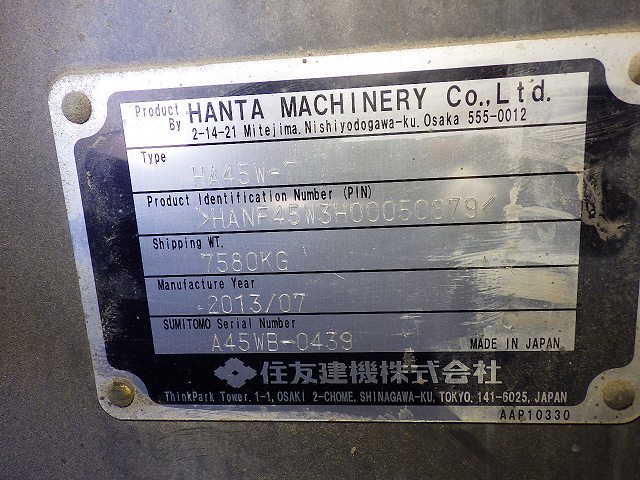 Product By HANTA MACHINERY Co.,Ltd.
2-14-21 Mitejima, Nishiyodogawa-ku, Osaka 555-0012
Type
HA45W-7
Product Identification Number (PIN)
>HANF45W3H00050879<
Shipping WT.
7580KG
Manufacture Year
2013/07
SUMITOMO Serial Number
A45WB-0439
MADE IN JAPAN
住友建機株式会社
ThinkPark Tower. 1-1, OSAKI 2-CHOME, SHINAGAWA-KU, TOKYO, 141-6025, JAPAN
AAP10330